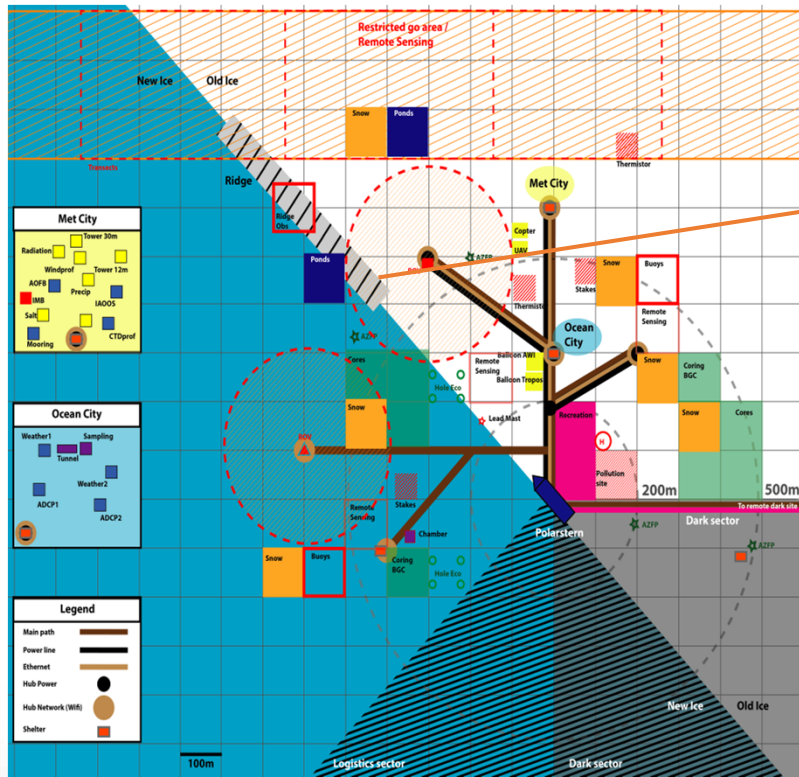 Restricted go area /
Remote Sensing
New Ice
Old Ice
Snow
Ponds
Thermistor
Transects
Ridge
Met City
Ridge
Obs
Copter
UAV
AZFP
ROV
Ponds
Stakes
Snow
Buoys
Thermistor
Remote
Sensing
Ocean
City
AZFP
Cores
Hole Eco
Remote
Sensing
Balloon AWI
Balloon Tropos
Snow
Coring
BGC
Snow
Lead Mast
Recreation
Snow
Cores
ROV
H
Pollution
site
200m
500m
Stakes
Remote
Sensing
To remote dark site
Polarstern
Dark sector
AZFP
Chamber
AZFP
Snow
Buoys
Coring
BGC
Hole Eco
New Ice
Old Ice
100m
Logistics sector
Dark sector
Met City
Tower 30m
Radiation
Windprof
Tower 12m
Precip
AOFB
IMB
IAOOS
Salt
CTDprof
Mooring
Ocean City
Weather1
Sampling
Tunnel
Weather2
ADCP1
ADCP2
Legend
Main path
Power line
Ethernet
Hub Power
Hub Network (Wifi)
Shelter